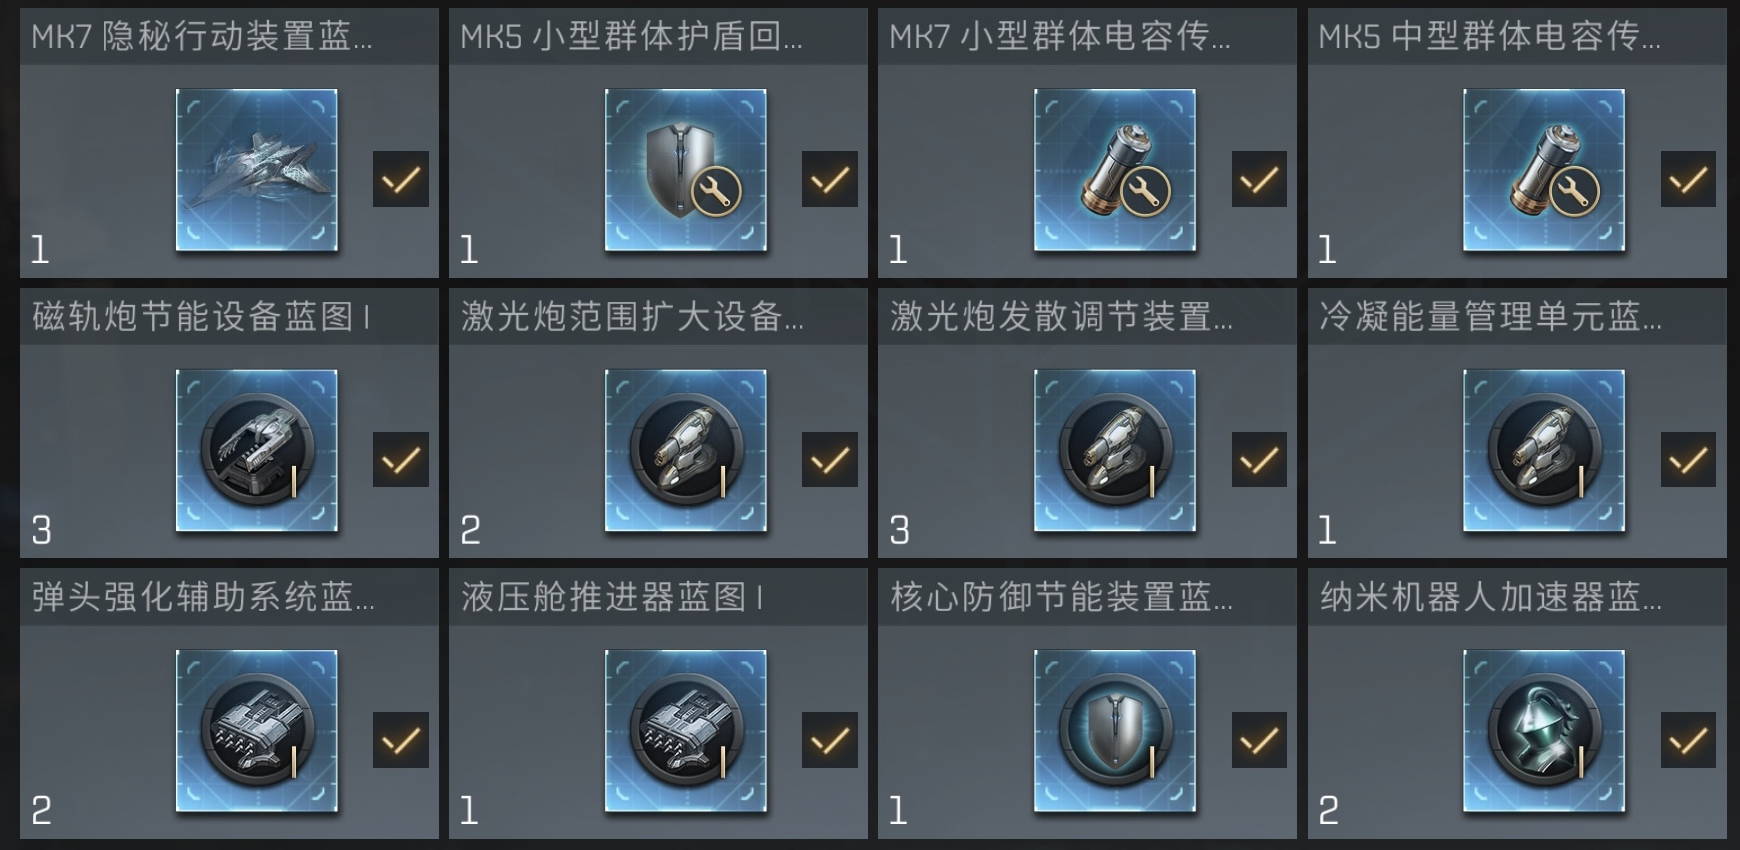 MK7 隐秘行动装置蓝...
MK5 小型群体护盾回...
MK7 小型群体电容传...
MK5 中型群体电容传...
1
1
1
1
磁轨炮节能设备蓝图 I
激光炮范围扩大设备...
激光炮发散调节装置...
冷凝能量管理单元蓝...
3
2
3
1
弹头强化辅助系统蓝...
液压舱推进器蓝图 I
核心防御节能装置蓝...
纳米机器人加速器蓝...
2
1
1
2